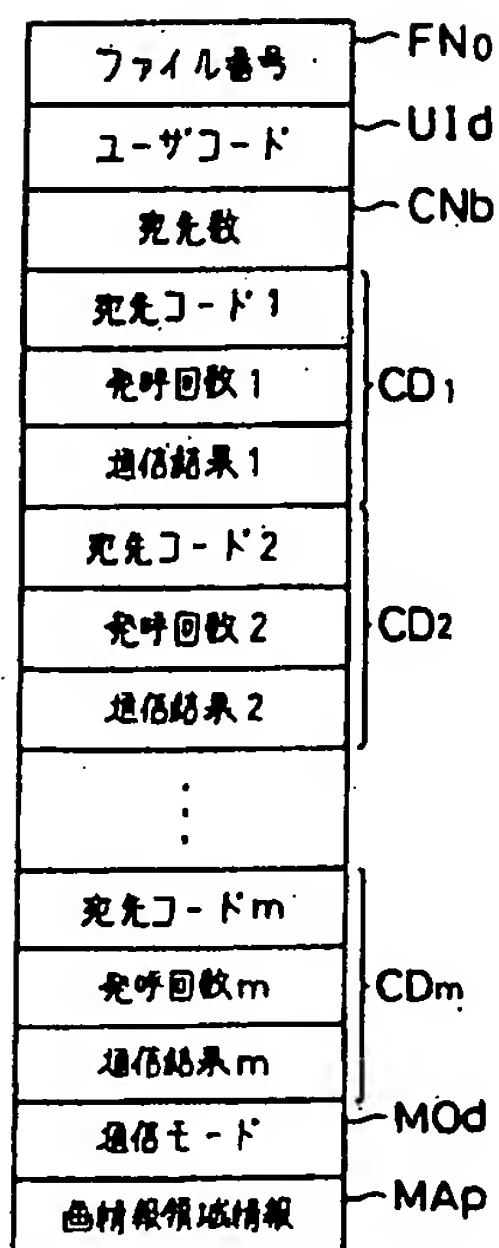 ファイル番号 FNo
ユーザコード UId
宛先数 CNb
宛先コード1
発呼回数1 CD1
通信結果1
宛先コード2
発呼回数2 CD2
通信結果2
宛先コードm
発呼回数m CDm
通信結果m
通信モード MOd
画情報領域情報 MAp